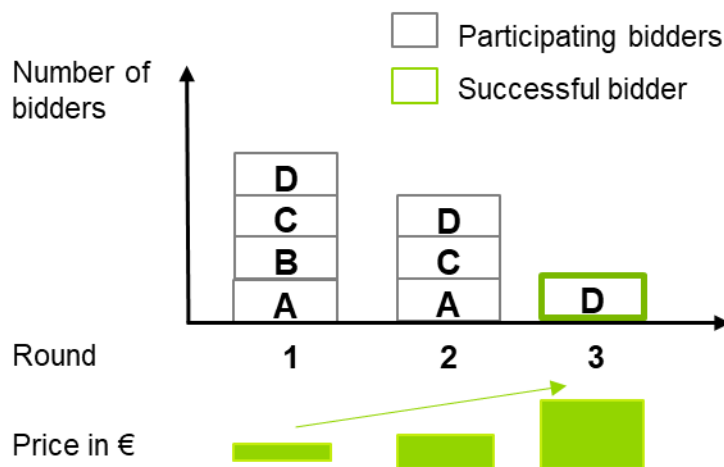 Participating bidders
Successful bidder
Number of
bidders
D
C
B
A
D
C
A
D
Round 1 2 3
Price in €